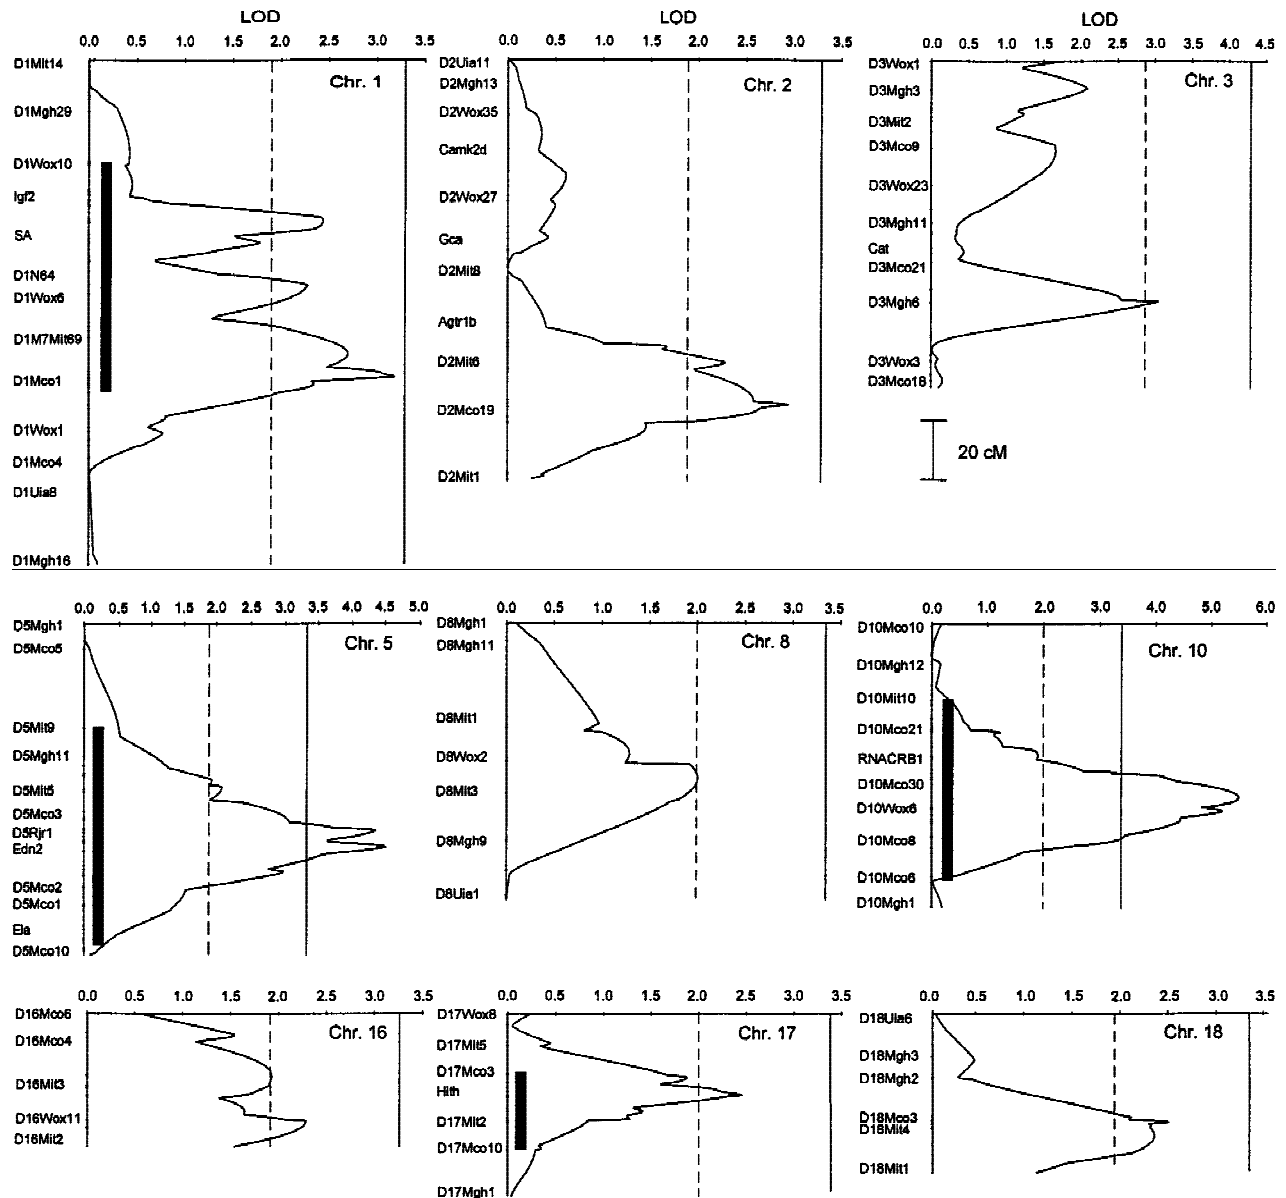 LOD
0.0 0.5 1.0 1.5 2.0 2.5 3.0 3.5
Chr. 1
D1Mit14
D1Mgh29
D1Wox10
Igf2
SA
D1N64
D1Wox6
D1M7Mit69
D1Mco1
D1Wox1
D1Mco4
D1Uia8
D1Mgh16
LOD
0.0 0.5 1.0 1.5 2.0 2.5 3.0 3.5
Chr. 2
D2Uia11
D2Mgh13
D2Wox35
Camk2d
D2Wox27
Gca
D2Mit8
Agtr1b
D2Mit6
D2Mco19
D2Mit1
LOD
0.0 0.5 1.0 1.5 2.0 2.5 3.0 3.5 4.0 4.5
Chr. 3
D3Wox1
D3Mgh3
D3Mit2
D3Mco9
D3Wox23
D3Mgh11
Cat
D3Mco21
D3Mgh6
D3Wox3
D3Mco18
20 cM
0.0 0.5 1.0 1.5 2.0 2.5 3.0 3.5 4.0 4.5 5.0
Chr. 5
D5Mgh1
D5Mco5
D5Mit9
D5Mgh11
D5Mit5
D5Mco3
D5Rjr1
Edn2
D5Mco2
D5Mco1
Ela
D5Mco10
0.0 0.5 1.0 1.5 2.0 2.5 3.0 3.5
Chr. 8
D8Mgh1
D8Mgh11
D8Mit1
D8Wox2
D8Mit3
D8Mgh9
D8Uia1
0.0 1.0 2.0 3.0 4.0 5.0 6.0
Chr. 10
D10Mco10
D10Mgh12
D10Mit10
D10Mco21
RNACRB1
D10Mco30
D10Wox6
D10Mco8
D10Mco6
D10Mgh1
0.0 0.5 1.0 1.5 2.0 2.5 3.0 3.5
Chr. 16
D16Mco6
D16Mco4
D16Mit3
D16Wox11
D16Mit2
0.0 0.5 1.0 1.5 2.0 2.5 3.0 3.5
Chr. 17
D17Wox8
D17Mit5
D17Mco3
Hith
D17Mit2
D17Mco10
D17Mgh1
0.0 0.5 1.0 1.5 2.0 2.5 3.0 3.5
Chr. 18
D18Uia6
D18Mgh3
D18Mgh2
D18Mco3
D18Mit4
D18Mit1